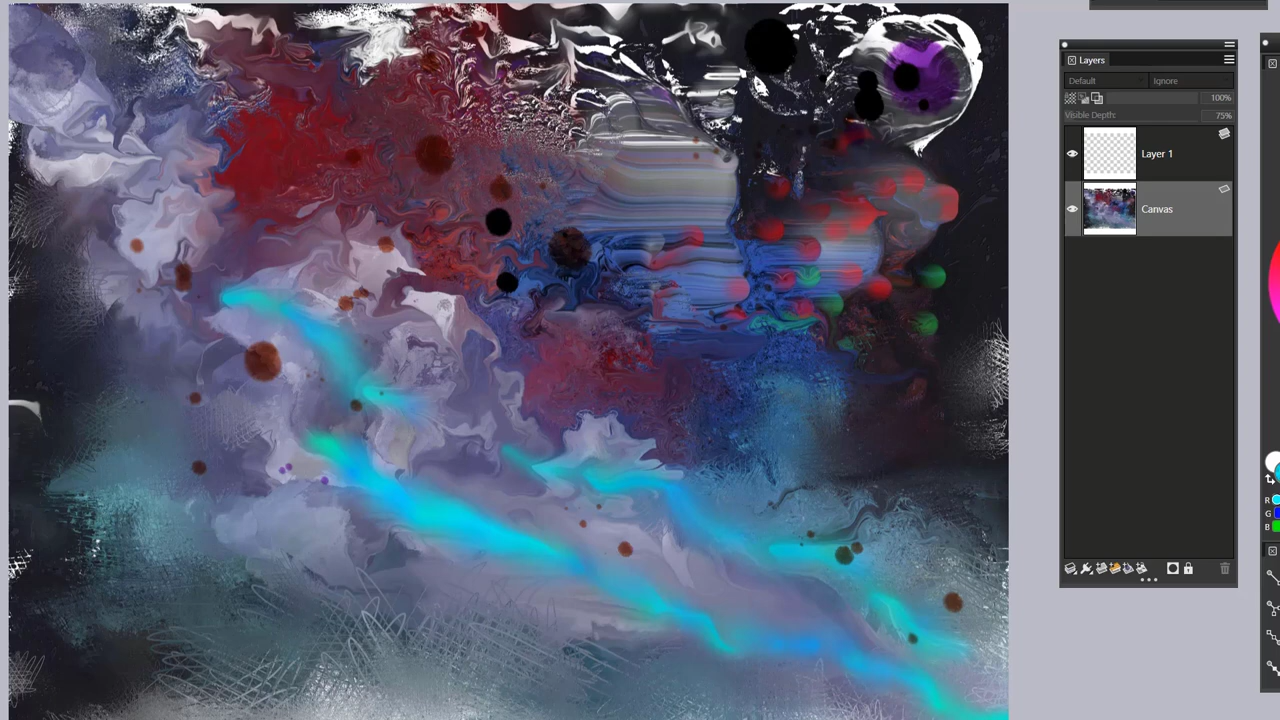 Layers
Default Ignore
100%
Visible Depth: 75%
Layer 1
Canvas
R
G
B